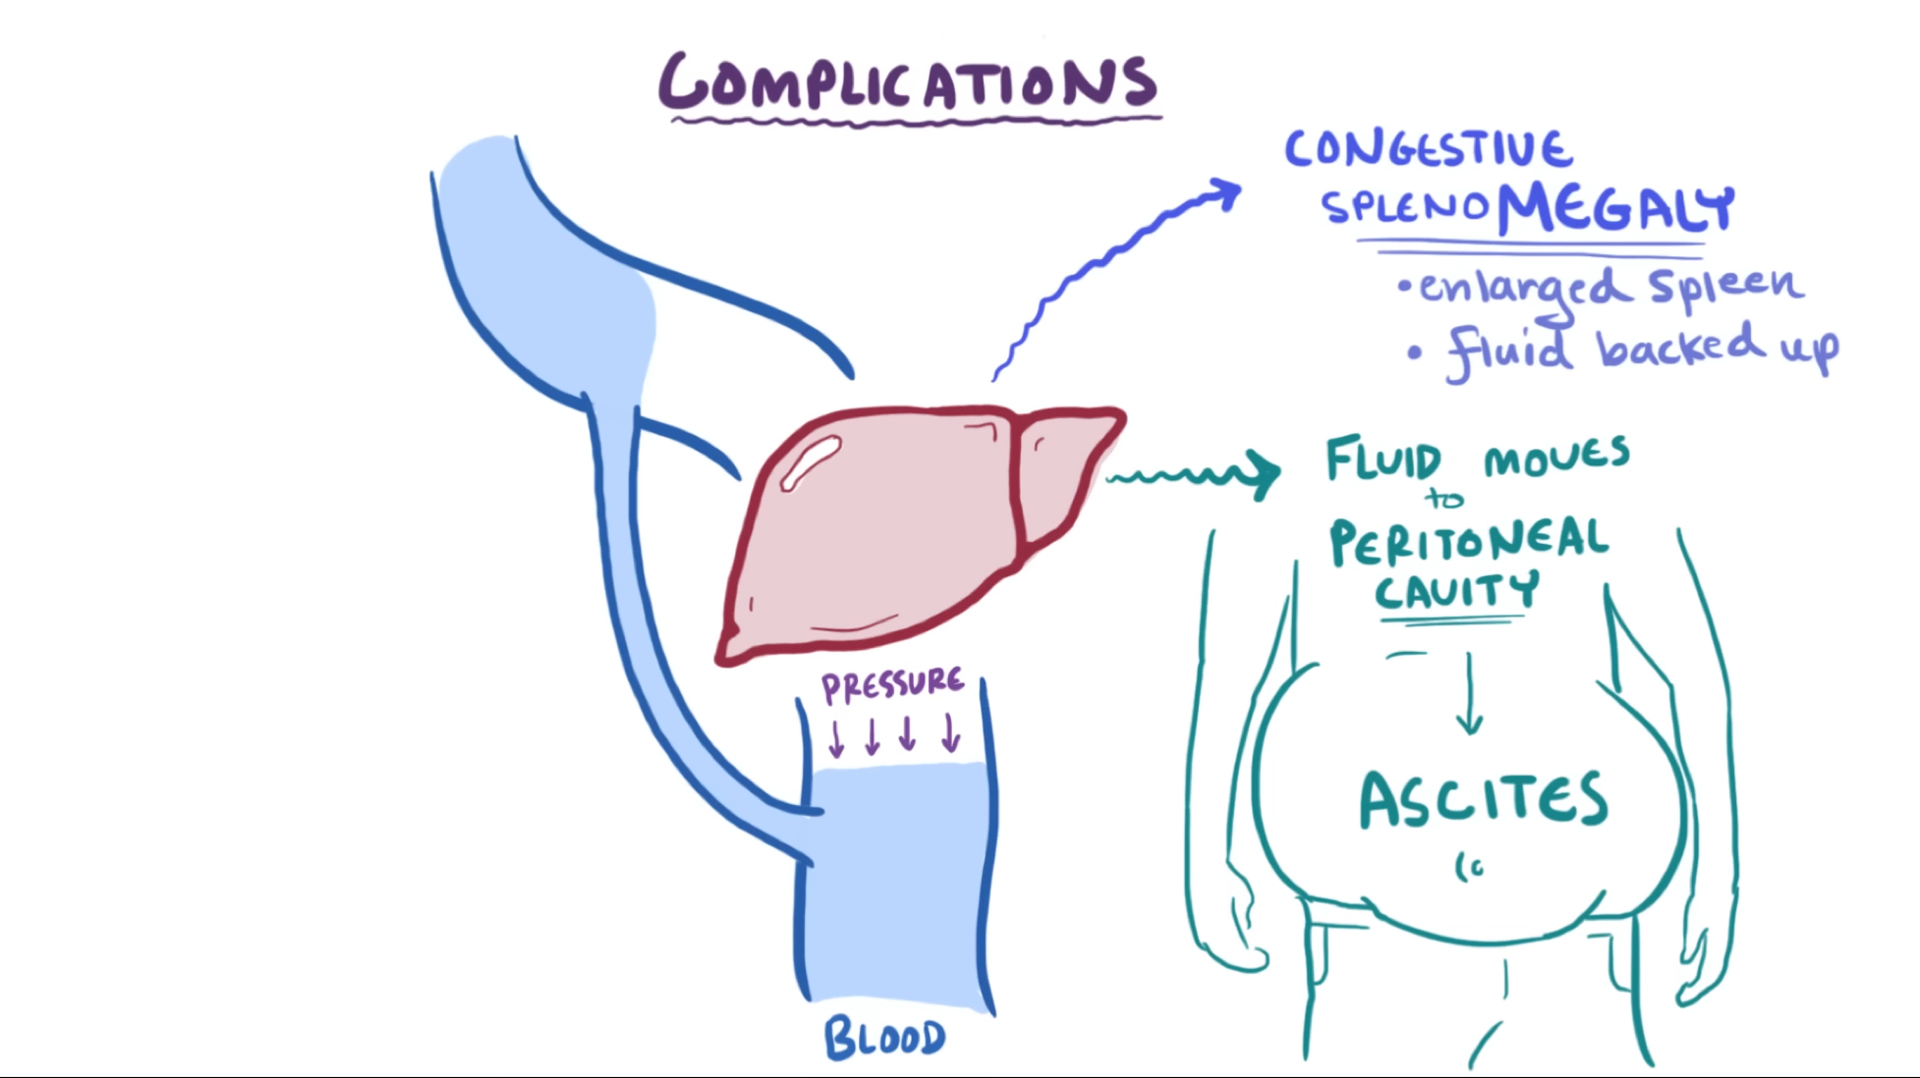 COMPLICATIONS
CONGESTIVE
SPLENOMEGALY
• enlarged spleen
• fluid backed up
FLUID MOVES
to
PERITONEAL
CAVITY
ASCITES
PRESSURE
BLOOD